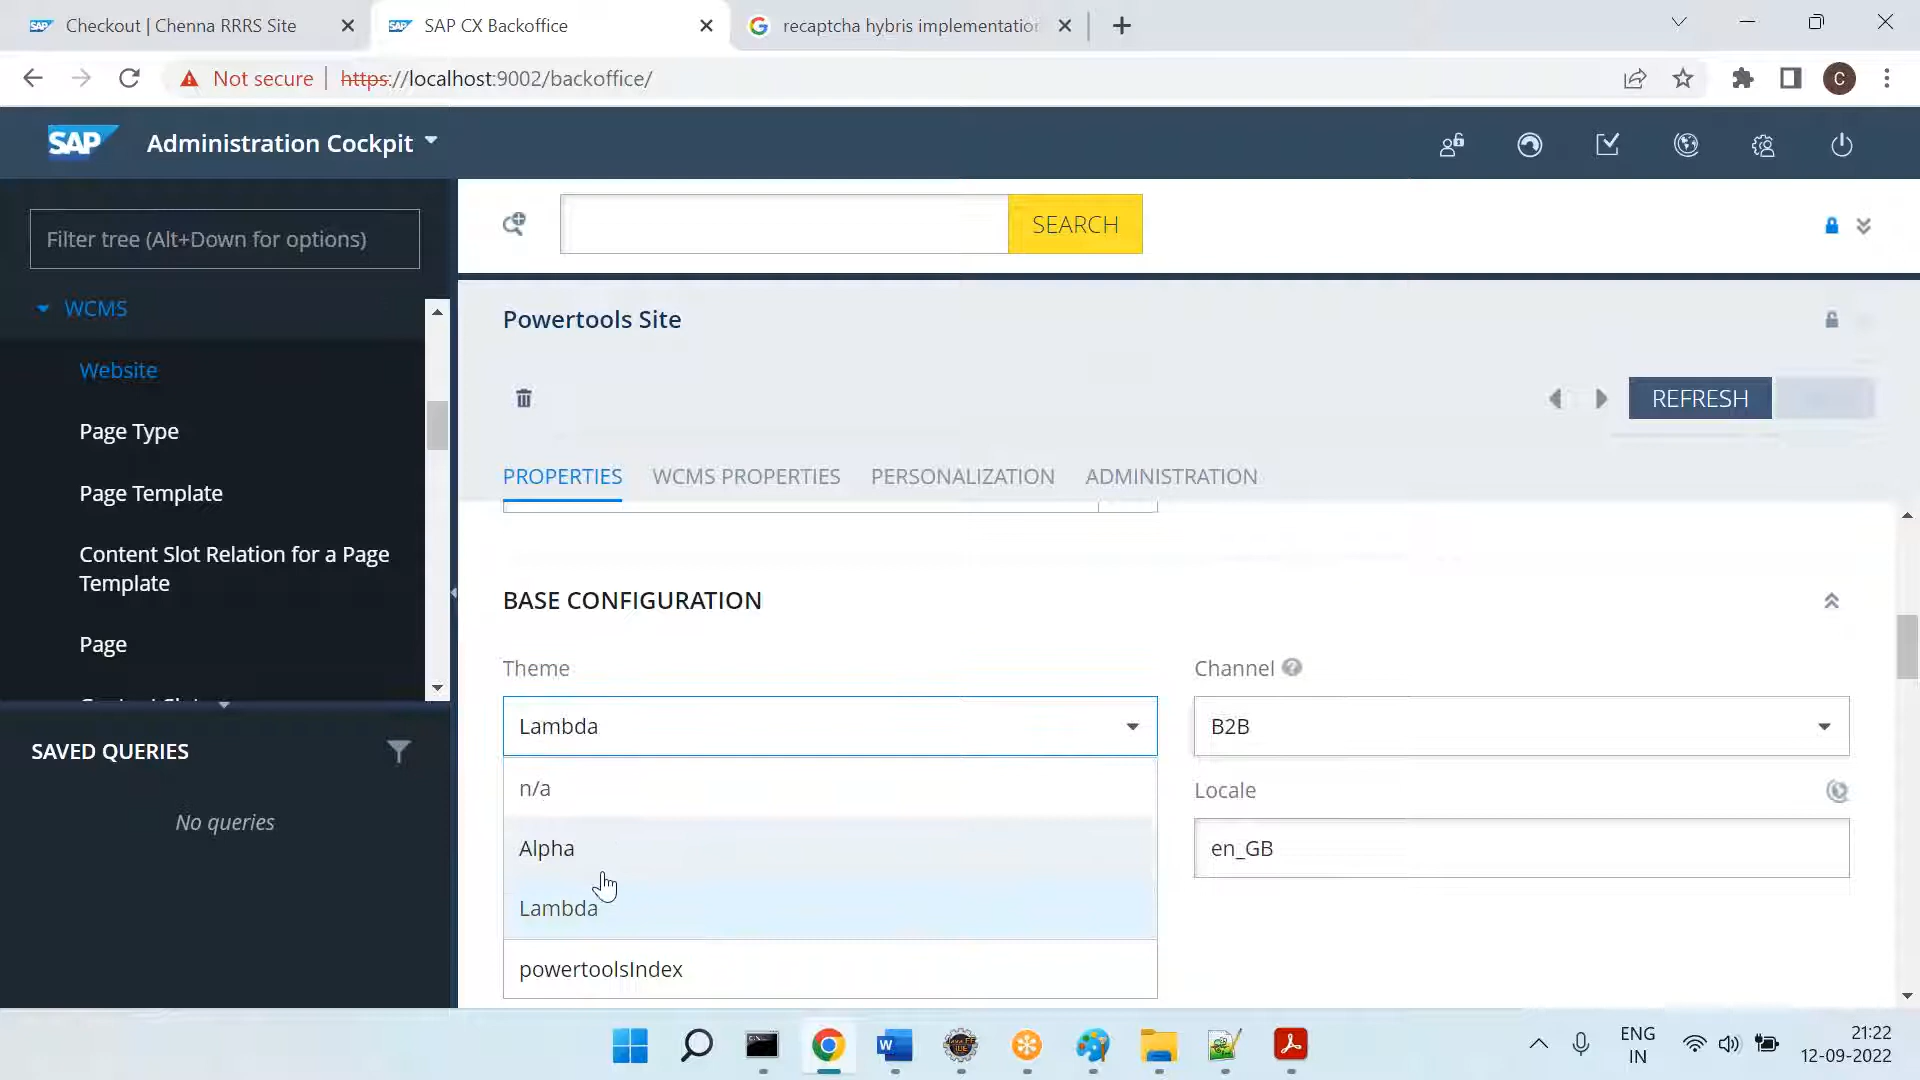 SAP Checkout | Chenna RRRS Site
SAP SAP CX Backoffice
recaptcha hybris implementation
Not secure https://localhost:9002/backoffice/
C
SAP Administration Cockpit
Filter tree (Alt+Down for options)
SEARCH
WCMS
Website
Page Type
Page Template
Content Slot Relation for a Page
Template
Page
SAVED QUERIES
No queries
Powertools Site
REFRESH
PROPERTIES WCMS PROPERTIES PERSONALIZATION ADMINISTRATION
BASE CONFIGURATION
Theme
Lambda
n/a
Alpha
Lambda
powertoolsIndex
Channel ?
B2B
Locale
en_GB
W
ENG
IN
21:22
12-09-2022